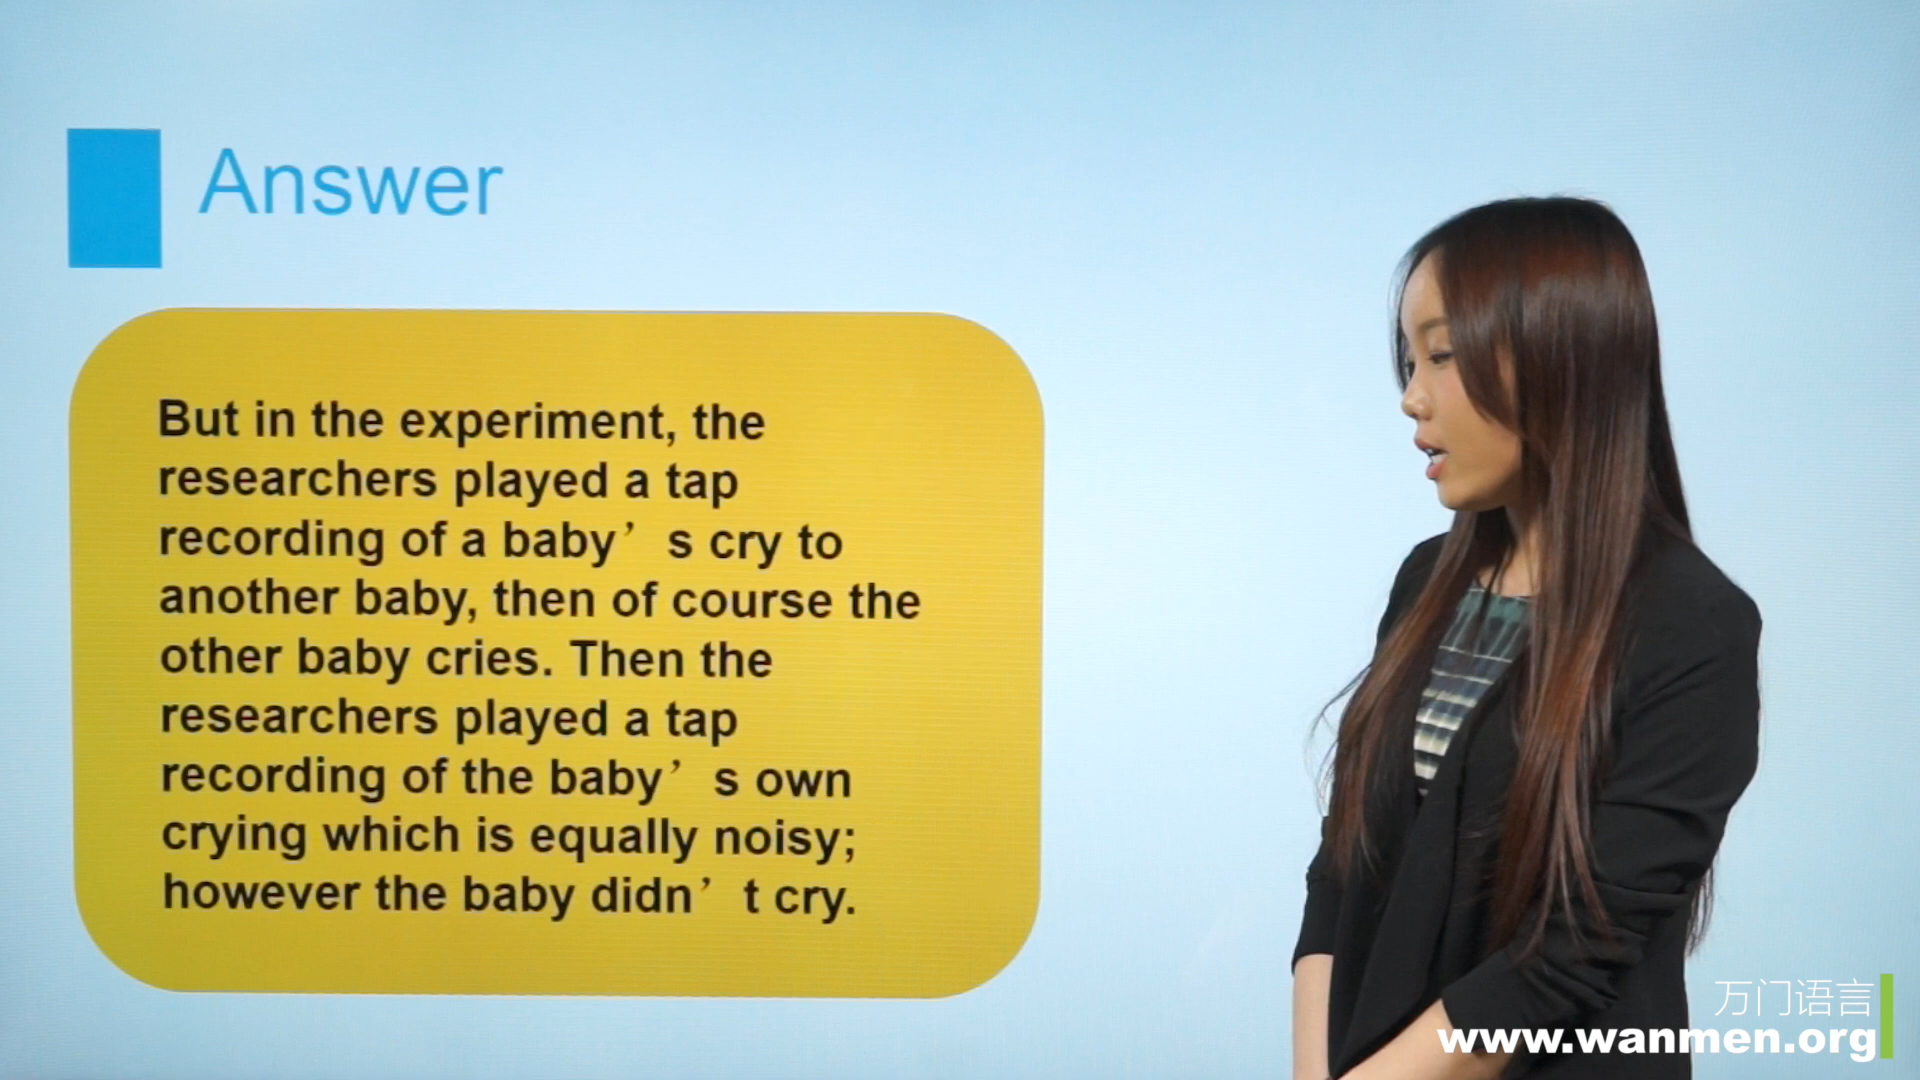 Answer
But in the experiment, the
researchers played a tap
recording of a baby’s cry to
another baby, then of course the
other baby cries. Then the
researchers played a tap
recording of the baby’s own
crying which is equally noisy;
however the baby didn’t cry.
万门语言
www.wanmen.org